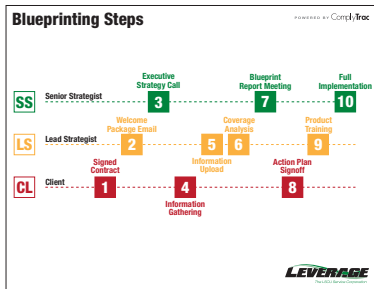 Blueprinting Steps
POWERED BY ComplyTrac
Executive
Strategy Call
Blueprint
Report Meeting
Full
Implementation
SS
Senior Strategist
3
7
10
Welcome
Package Email
Coverage
Analysis
Product
Training
LS
Lead Strategist
2
5
6
9
Signed
Contract
Information
Upload
Action Plan
Signoff
CL
Client
1
4
8
Information
Gathering
LEVERAGE